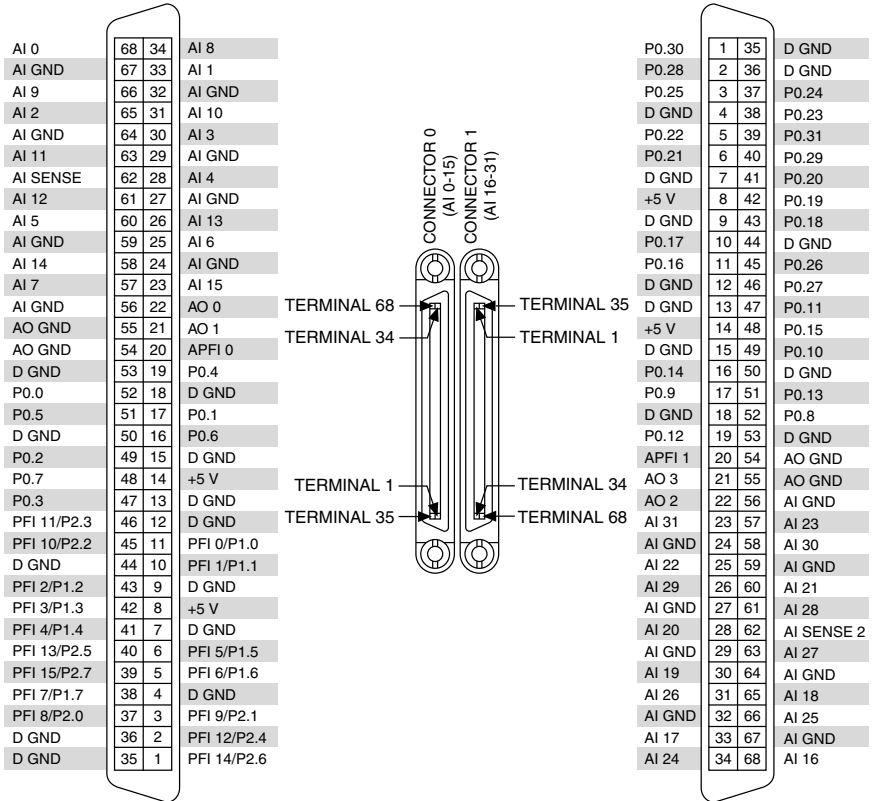 AI 0 68 34 AI 8
AI GND 67 33 AI 1
AI 9 66 32 AI GND
AI 2 65 31 AI 10
AI GND 64 30 AI 3
AI 11 63 29 AI GND
AI SENSE 62 28 AI 4
AI 12 61 27 AI GND
AI 5 60 26 AI 13
AI GND 59 25 AI 6
AI 14 58 24 AI GND
AI 7 57 23 AI 15
AI GND 56 22 AO 0
AO GND 55 21 AO 1
AO GND 54 20 APFI 0
D GND 53 19 P0.4
P0.0 52 18 D GND
P0.5 51 17 P0.1
D GND 50 16 P0.6
P0.2 49 15 D GND
P0.7 48 14 +5 V
P0.3 47 13 D GND
PFI 11/P2.3 46 12 D GND
PFI 10/P2.2 45 11 PFI 0/P1.0
D GND 44 10 PFI 1/P1.1
PFI 2/P1.2 43 9 D GND
PFI 3/P1.3 42 8 +5 V
PFI 4/P1.4 41 7 D GND
PFI 13/P2.5 40 6 PFI 5/P1.5
PFI 15/P2.7 39 5 PFI 6/P1.6
PFI 7/P1.7 38 4 D GND
PFI 8/P2.0 37 3 PFI 9/P2.1
D GND 36 2 PFI 12/P2.4
D GND 35 1 PFI 14/P2.6
CONNECTOR 0
(AI 0-15)
CONNECTOR 1
(AI 16-31)
TERMINAL 68
TERMINAL 34
TERMINAL 35
TERMINAL 1
TERMINAL 1
TERMINAL 35
TERMINAL 34
TERMINAL 68
P0.30 1 35 D GND
P0.28 2 36 D GND
P0.25 3 37 P0.24
D GND 4 38 P0.23
P0.22 5 39 P0.31
P0.21 6 40 P0.29
D GND 7 41 P0.20
+5 V 8 42 P0.19
D GND 9 43 P0.18
P0.17 10 44 D GND
P0.16 11 45 P0.26
D GND 12 46 P0.27
D GND 13 47 P0.11
+5 V 14 48 P0.15
D GND 15 49 P0.10
P0.14 16 50 D GND
P0.9 17 51 P0.13
D GND 18 52 P0.8
P0.12 19 53 D GND
APFI 1 20 54 AO GND
AO 3 21 55 AO GND
AO 2 22 56 AI GND
AI 31 23 57 AI 23
AI GND 24 58 AI 30
AI 22 25 59 AI GND
AI 29 26 60 AI 21
AI GND 27 61 AI 28
AI 20 28 62 AI SENSE 2
AI GND 29 63 AI 27
AI 19 30 64 AI GND
AI 26 31 65 AI 18
AI GND 32 66 AI 25
AI 17 33 67 AI GND
AI 24 34 68 AI 16